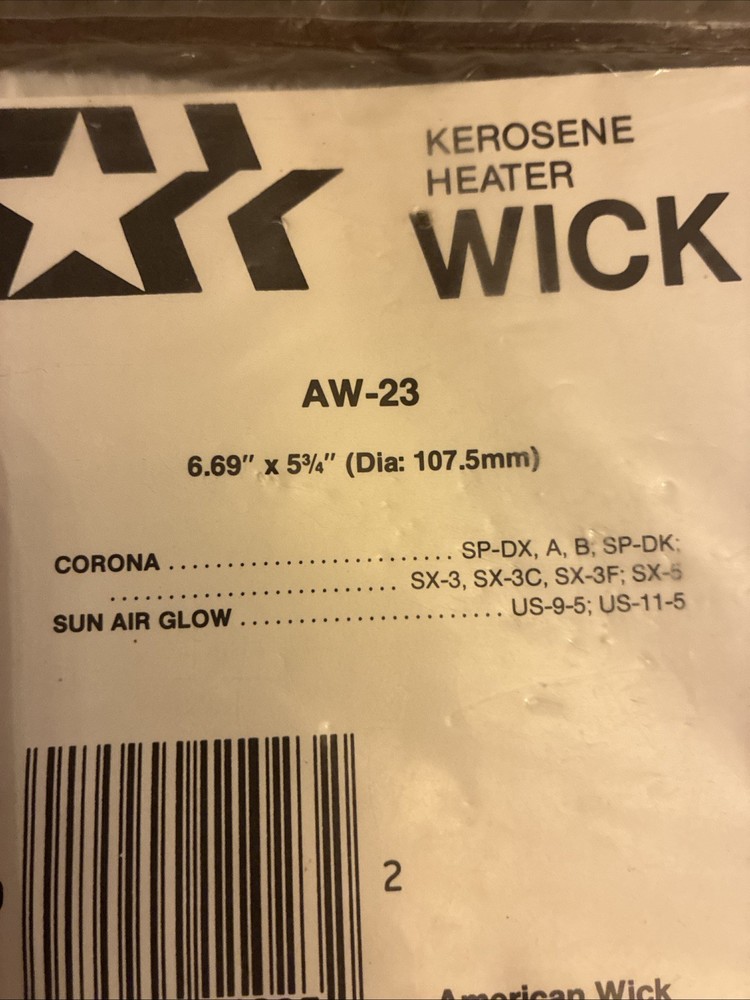 KEROSENE
HEATER
WICK
AW-23
6.69" x 5¾" (Dia: 107.5mm)
CORONA .............................. SP-DX, A, B; SP-DK;
.............................. SX-3, SX-3C, SX-3F; SX-5
SUN AIR GLOW ........................ US-9-5; US-11-5
2
American Wick